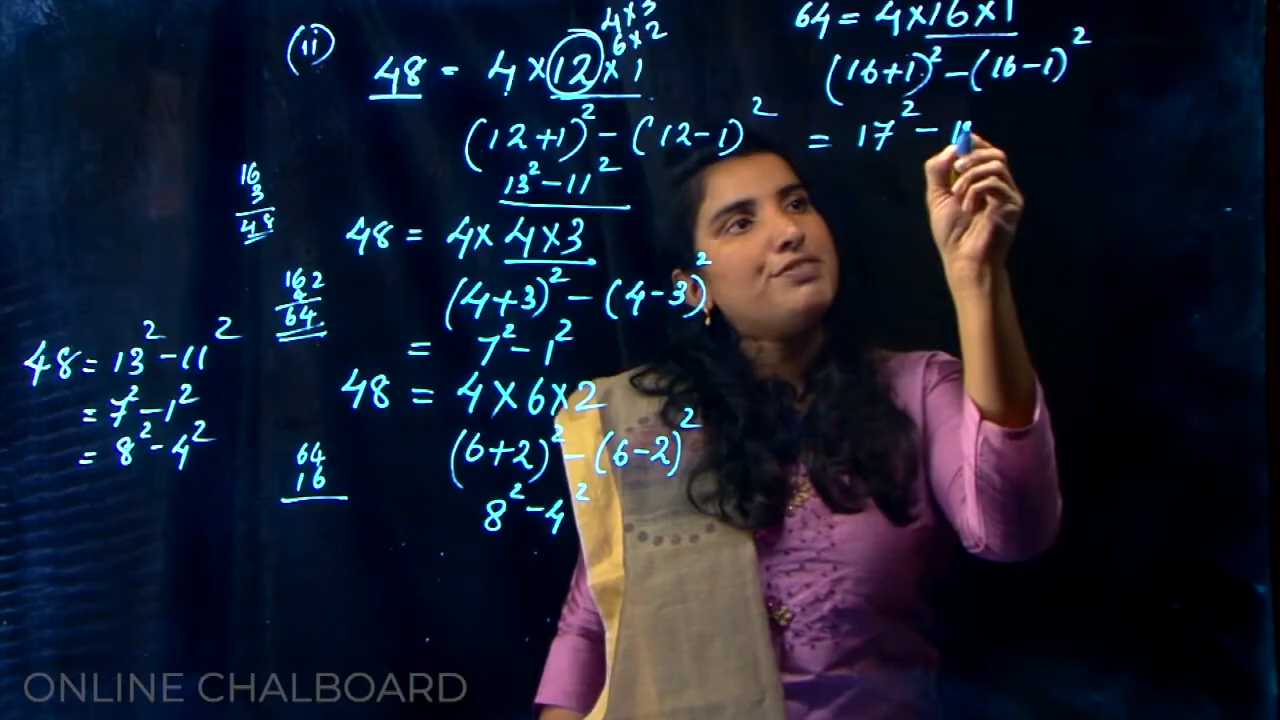 (ii)
4×3
6×2
48 = 4×12×1
(12+1)² − (12−1)²
13² − 11²
48 = 4× 4×3
(4+3)² − (4−3)²
= 7² − 1²
48 = 4×6×2
(6+2)² − (6−2)²
8² − 4²
16
3
48
162
4
64
64
16
48 = 13² − 11²
= 7² − 1²
= 8² − 4²
64 = 4×16×1
(16+1)² − (16−1)²
= 17² − 1
ONLINE CHALBOARD